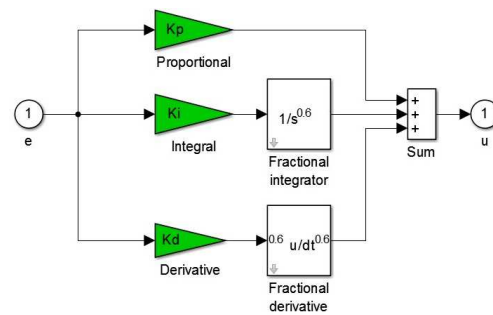 Kp
Proportional
1
e
Ki
Integral
1/s^0.6
Fractional
integrator
+
+
+
Sum
1
u
Kd
Derivative
0.6 u/dt^0.6
Fractional
derivative